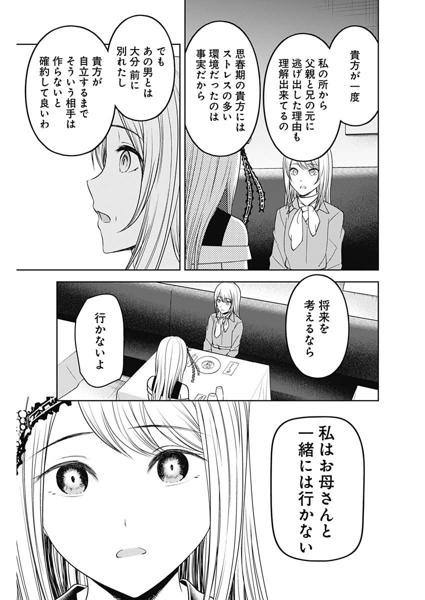 貴方が一度
私の所から
父親と兄の元に
逃げ出した理由も
理解出来てるの
思春期の貴方には
ストレスの多い
環境だったのは
事実だから
でも
あの男とは
大分前に
別れたし
貴方が
自立するまで
そういう相手は
作らないと
確約して良いわ
将来を
考えるなら
行かないよ
私はお母さんと
一緒には行かない